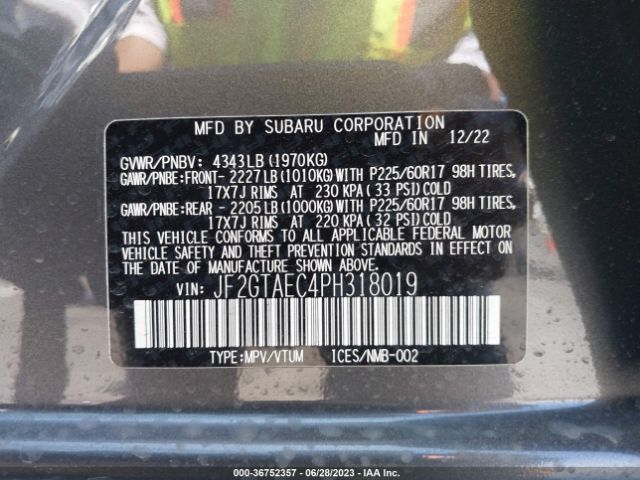 MFD BY SUBARU CORPORATION
MFD IN 12/22
GVWR/PNBV: 4343LB(1970KG)
GAWR/PNBE:FRONT- 2227LB(1010KG)WITH P225/60R17 98H TIRES,
17X7J RIMS AT 230 KPA(33 PSI)COLD
GAWR/PNBE:REAR - 2205LB(1000KG)WITH P225/60R17 98H TIRES,
17X7J RIMS AT 220 KPA(32 PSI)COLD
THIS VEHICLE CONFORMS TO ALL APPLICABLE FEDERAL MOTOR
VEHICLE SAFETY AND THEFT PREVENTION STANDARDS IN EFFECT ON
THE DATE OF MANUFACTURE SHOWN ABOVE.
VIN: JF2GTAEC4PH318019
TYPE:MPV/VTUM ICES/NMB-002
000-36752357 - 06/28/2023 - IAA Inc.